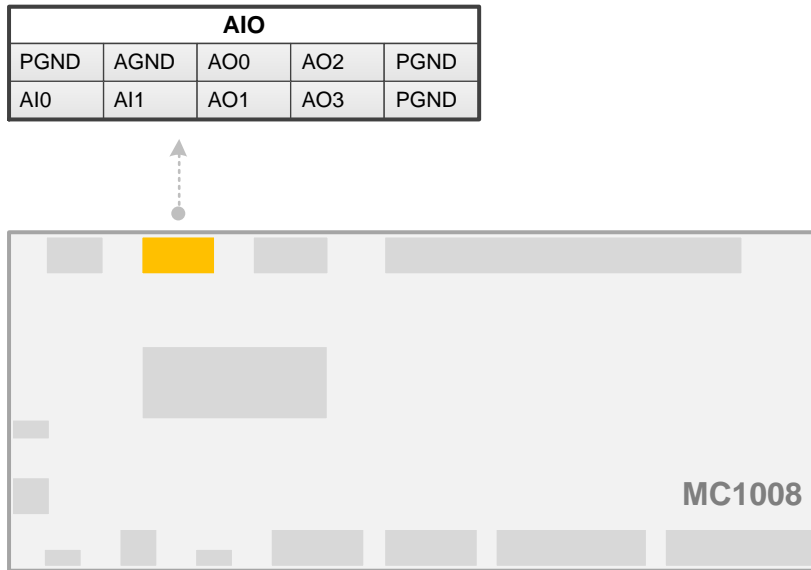 AIO
PGND AGND AO0 AO2 PGND
AI0 AI1 AO1 AO3 PGND
MC1008